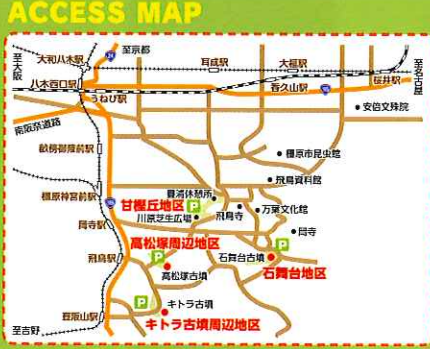 ACCESS MAP
至京都
大和八木駅
耳成駅
大福駅
至大阪
八木西口駅
桜井駅
至名古屋
香久山駅
うねび駅
安倍文殊院
南阪奈道路
畝傍御陵前駅
橿原市昆虫館
飛鳥資料館
橿原神宮前駅
甘樫丘地区
P
豊浦休憩所
川原芝生広場
飛鳥寺
万葉文化館
岡寺駅
岡寺
高松塚周辺地区
P
P
石舞台古墳
飛鳥駅
高松塚古墳
石舞台地区
P
キトラ古墳
壺阪山駅
キトラ古墳周辺地区
至吉野